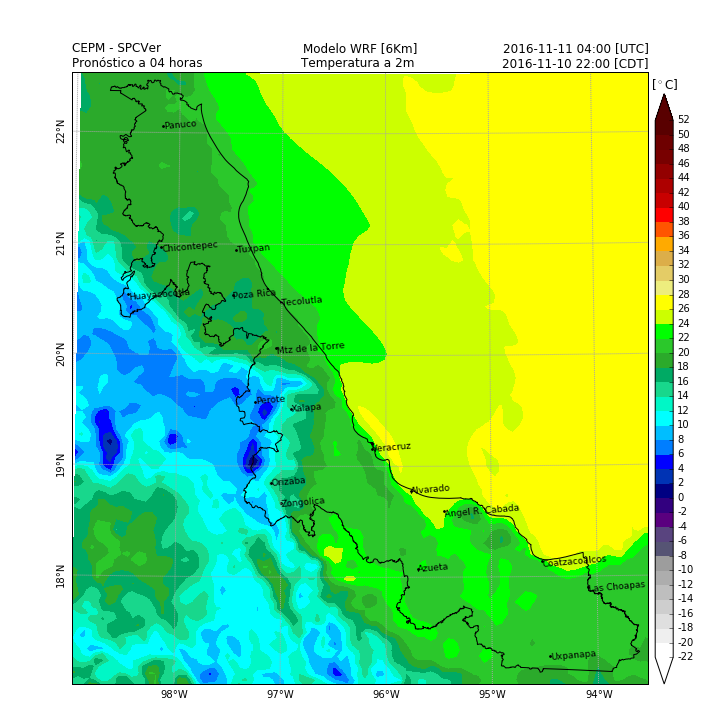 CEPM - SPCVer
Modelo WRF [6Km]
2016-11-11 04:00 [UTC]
Pronóstico a 04 horas
Temperatura a 2m
2016-11-10 22:00 [CDT]
[°C]
52
50
48
46
44
42
40
38
36
34
32
30
28
26
24
22
20
18
16
14
12
10
8
6
4
2
0
-2
-4
-6
-8
-10
-12
-14
-16
-18
-20
-22
22°N
21°N
20°N
19°N
18°N
Panuco
Chicontepec
Tuxpan
Huayacocotla
Poza Rica
Tecolutla
Mtz de la Torre
Perote
Xalapa
Veracruz
Orizaba
Alvarado
Zongolica
Angel R. Cabada
Azueta
Coatzacoalcos
Las Choapas
Uxpanapa
98°W
97°W
96°W
95°W
94°W